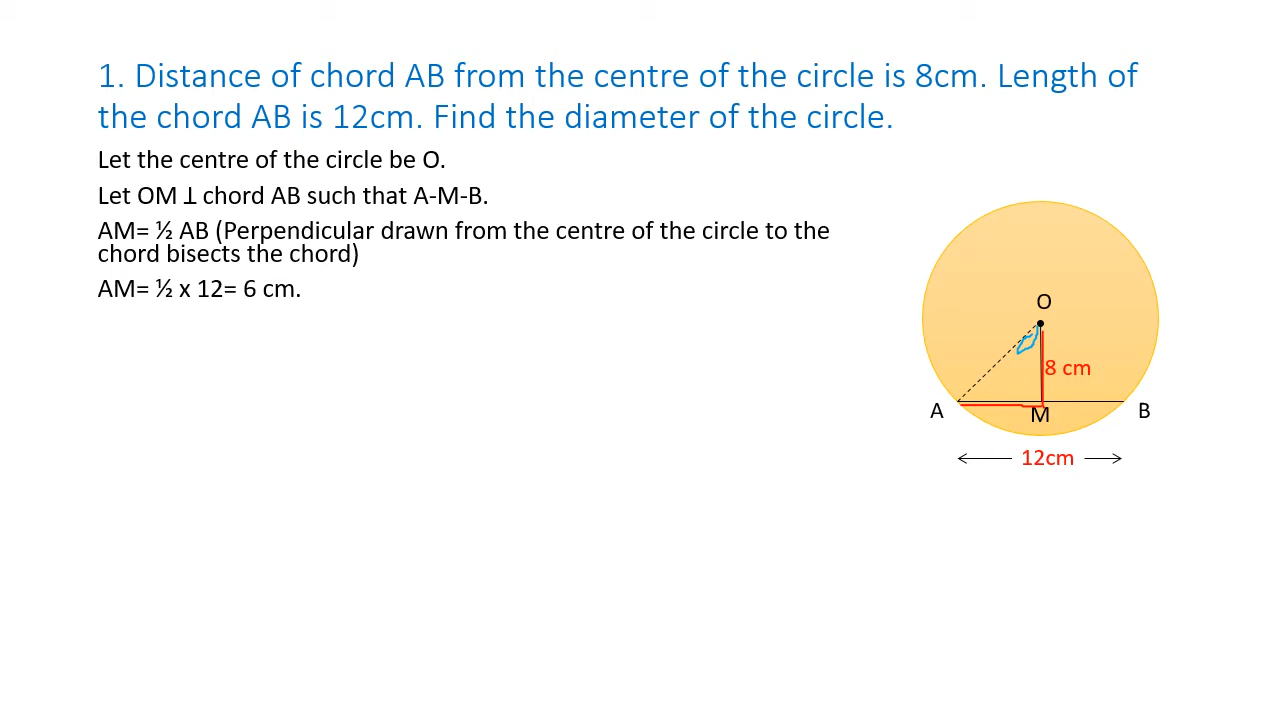 1. Distance of chord AB from the centre of the circle is 8cm. Length of
the chord AB is 12cm. Find the diameter of the circle.
Let the centre of the circle be O.
Let OM ⊥ chord AB such that A-M-B.
AM= ½ AB (Perpendicular drawn from the centre of the circle to the
chord bisects the chord)
AM= ½ x 12= 6 cm.
O
8 cm
A
M
B
12cm